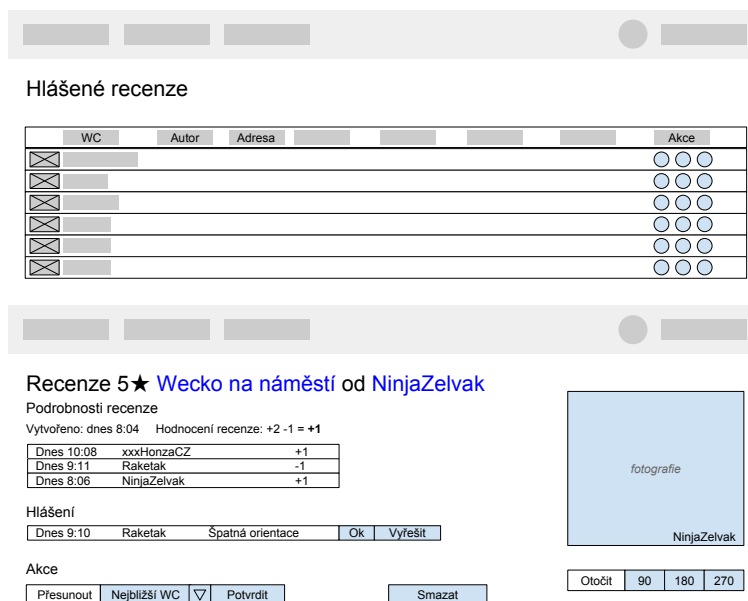 Hlášené recenze
WC Autor Adresa Akce
Recenze 5★ Wecko na náměstí od NinjaZelvak
Podrobnosti recenze
Vytvořeno: dnes 8:04 Hodnocení recenze: +2 -1 = +1
Dnes 10:08 xxxHonzaCZ +1
Dnes 9:11 Raketak -1
Dnes 8:06 NinjaZelvak +1
fotografie
NinjaZelvak
Hlášení
Dnes 9:10 Raketak Špatná orientace Ok Vyřešit
Akce
Přesunout Nejbližší WC ▽ Potvrdit Smazat
Otočit 90 180 270